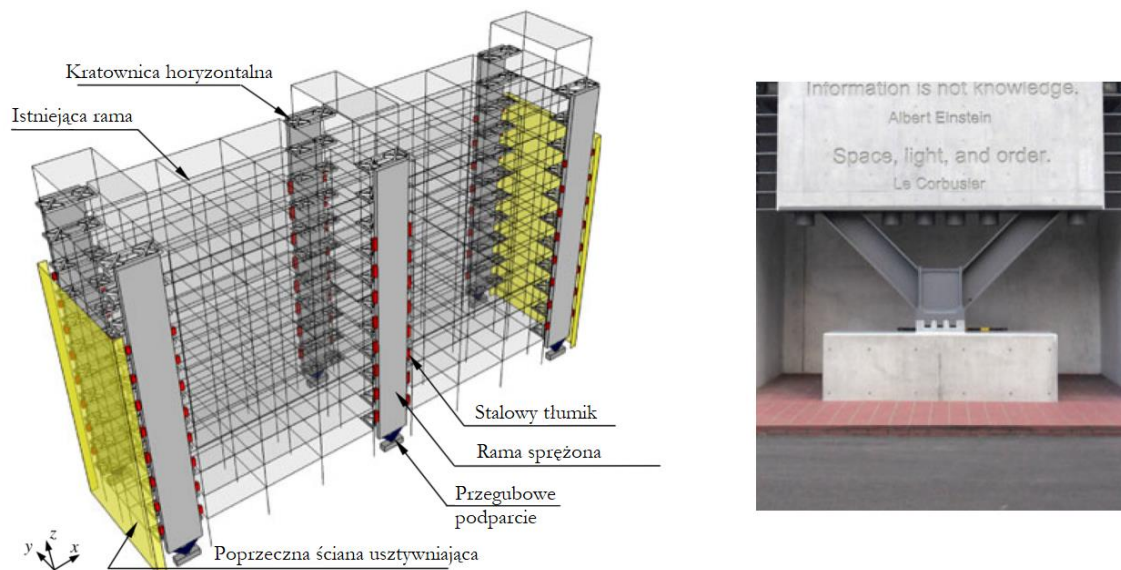 Kratownica horyzontalna
Istniejąca rama
Stalowy tłumik
Rama sprężona
Przegubowe
podparcie
Poprzeczna ściana usztywniająca
y
z
x
Information is not knowledge.
Albert Einstein
Space, light, and order.
Le Corbusier